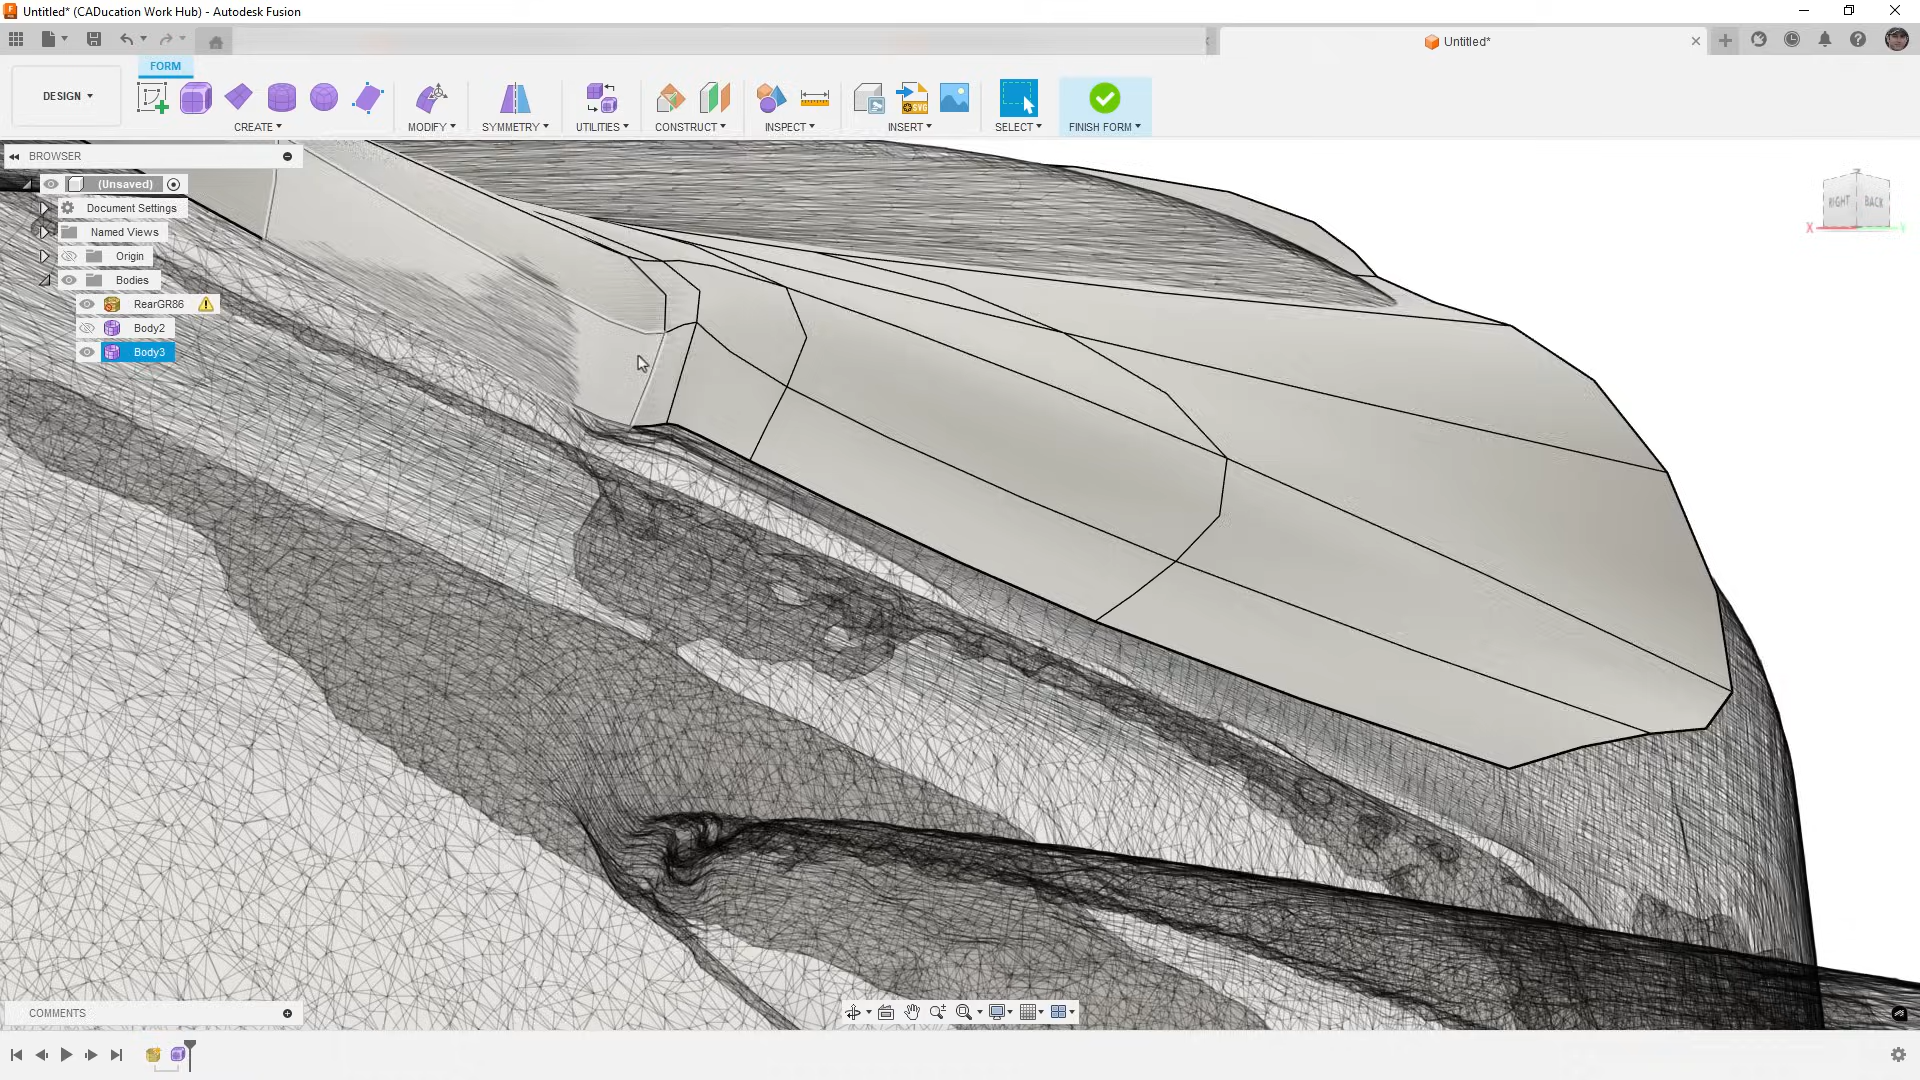 Untitled* (CADucation Work Hub) - Autodesk Fusion
Untitled*
FORM
DESIGN
CREATE
MODIFY
SYMMETRY
UTILITIES
CONSTRUCT
INSPECT
INSERT
SELECT
FINISH FORM
SVG
BROWSER
(Unsaved)
Document Settings
Named Views
Origin
Bodies
RearGR86
Body2
Body3
RIGHT
BACK
Z
X
Y
COMMENTS